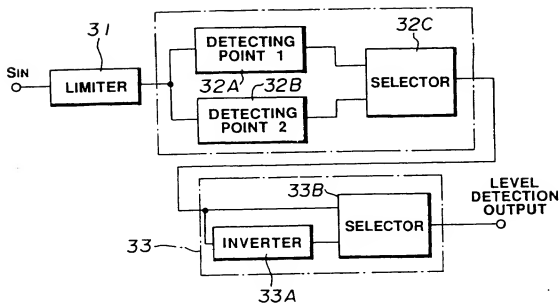 31
32C
SIN
LIMITER
DETECTING
POINT 1
32A
32B
DETECTING
POINT 2
SELECTOR
33B
LEVEL
DETECTION
OUTPUT
33
INVERTER
SELECTOR
33A